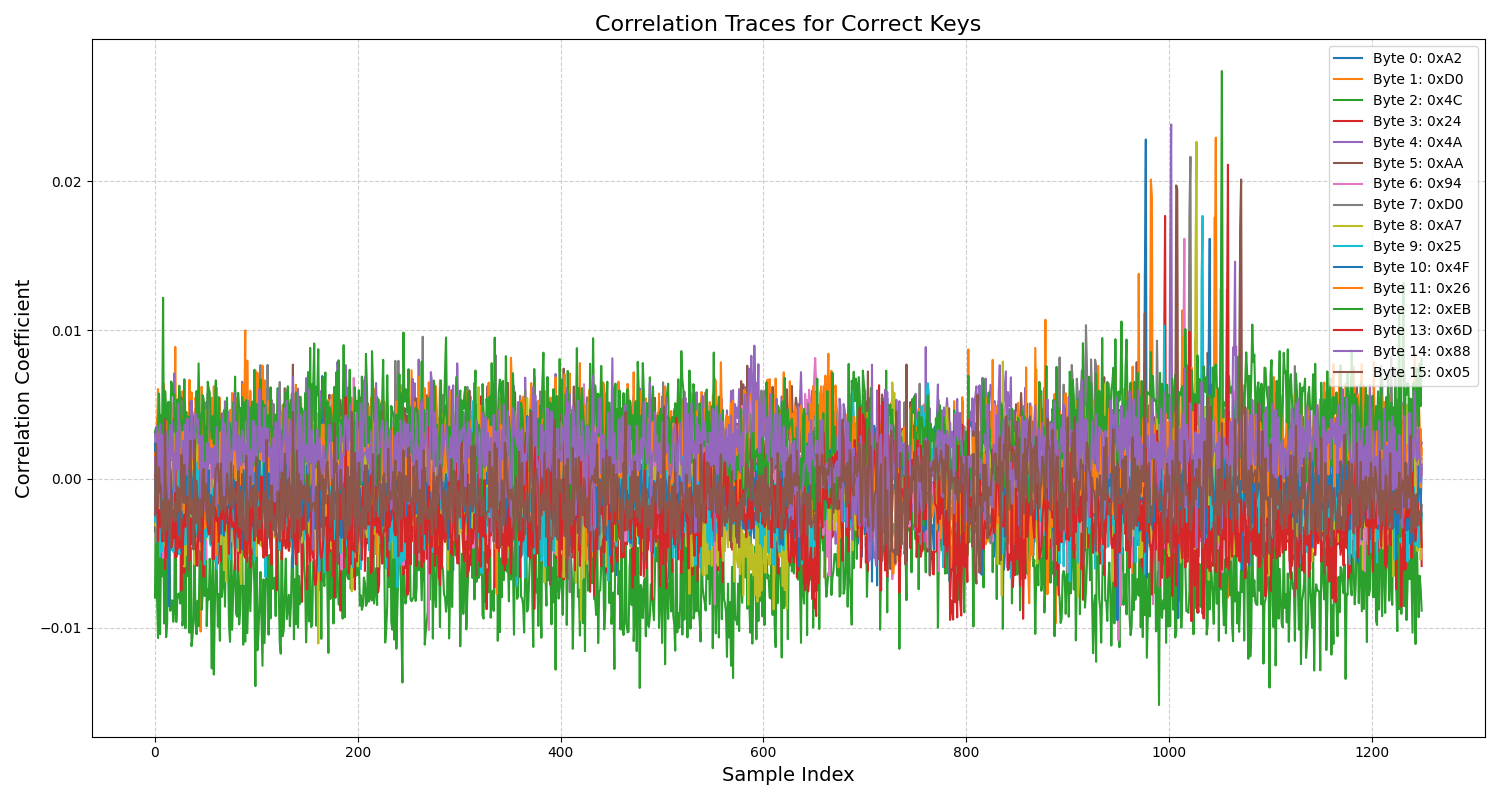 Correlation Traces for Correct Keys
Byte 0: 0xA2
Byte 1: 0xD0
Byte 2: 0x4C
Byte 3: 0x24
Byte 4: 0x4A
Byte 5: 0xAA
Byte 6: 0x94
Byte 7: 0xD0
Byte 8: 0xA7
Byte 9: 0x25
Byte 10: 0x4F
Byte 11: 0x26
Byte 12: 0xEB
Byte 13: 0x6D
Byte 14: 0x88
Byte 15: 0x05
Correlation Coefficient
0.02
0.01
0.00
−0.01
0 200 400 600 800 1000 1200
Sample Index